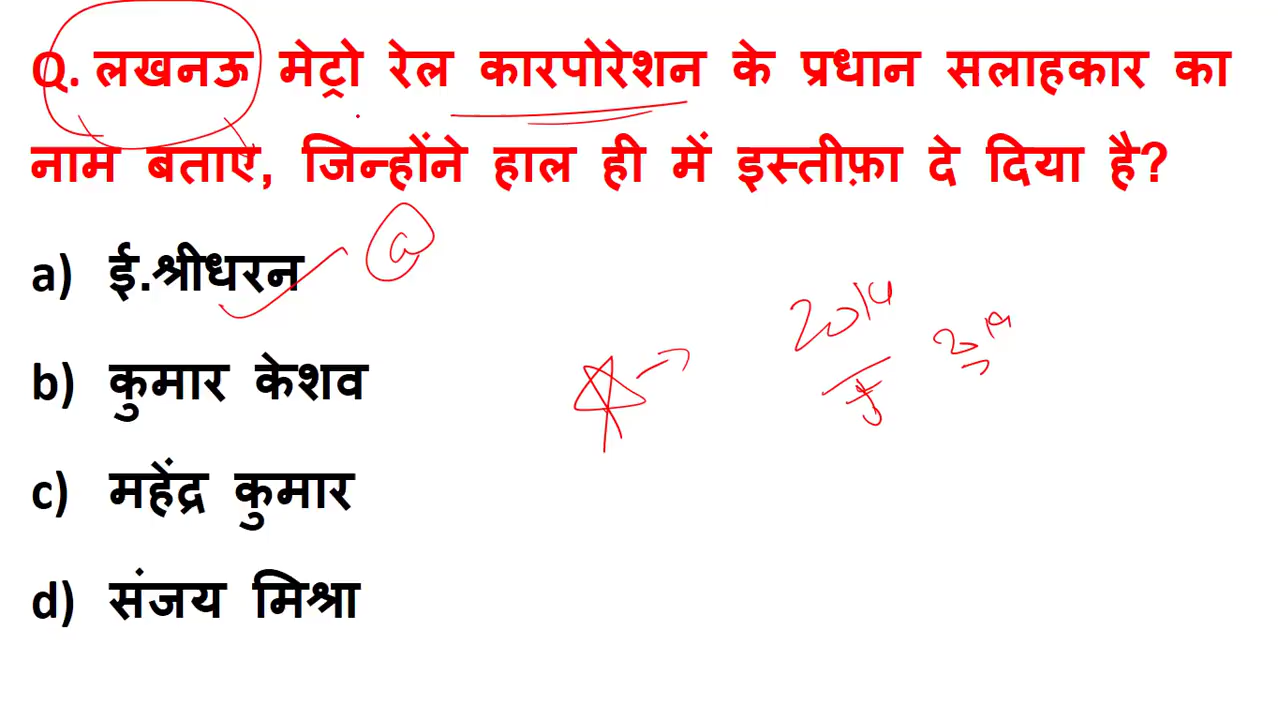 Q. लखनऊ मेट्रो रेल कारपोरेशन के प्रधान सलाहकार का
नाम बताएं, जिन्होंने हाल ही में इस्तीफ़ा दे दिया है?
a) ई.श्रीधरन
a
b) कुमार केशव
2014
c) महेंद्र कुमार
d) संजय मिश्रा